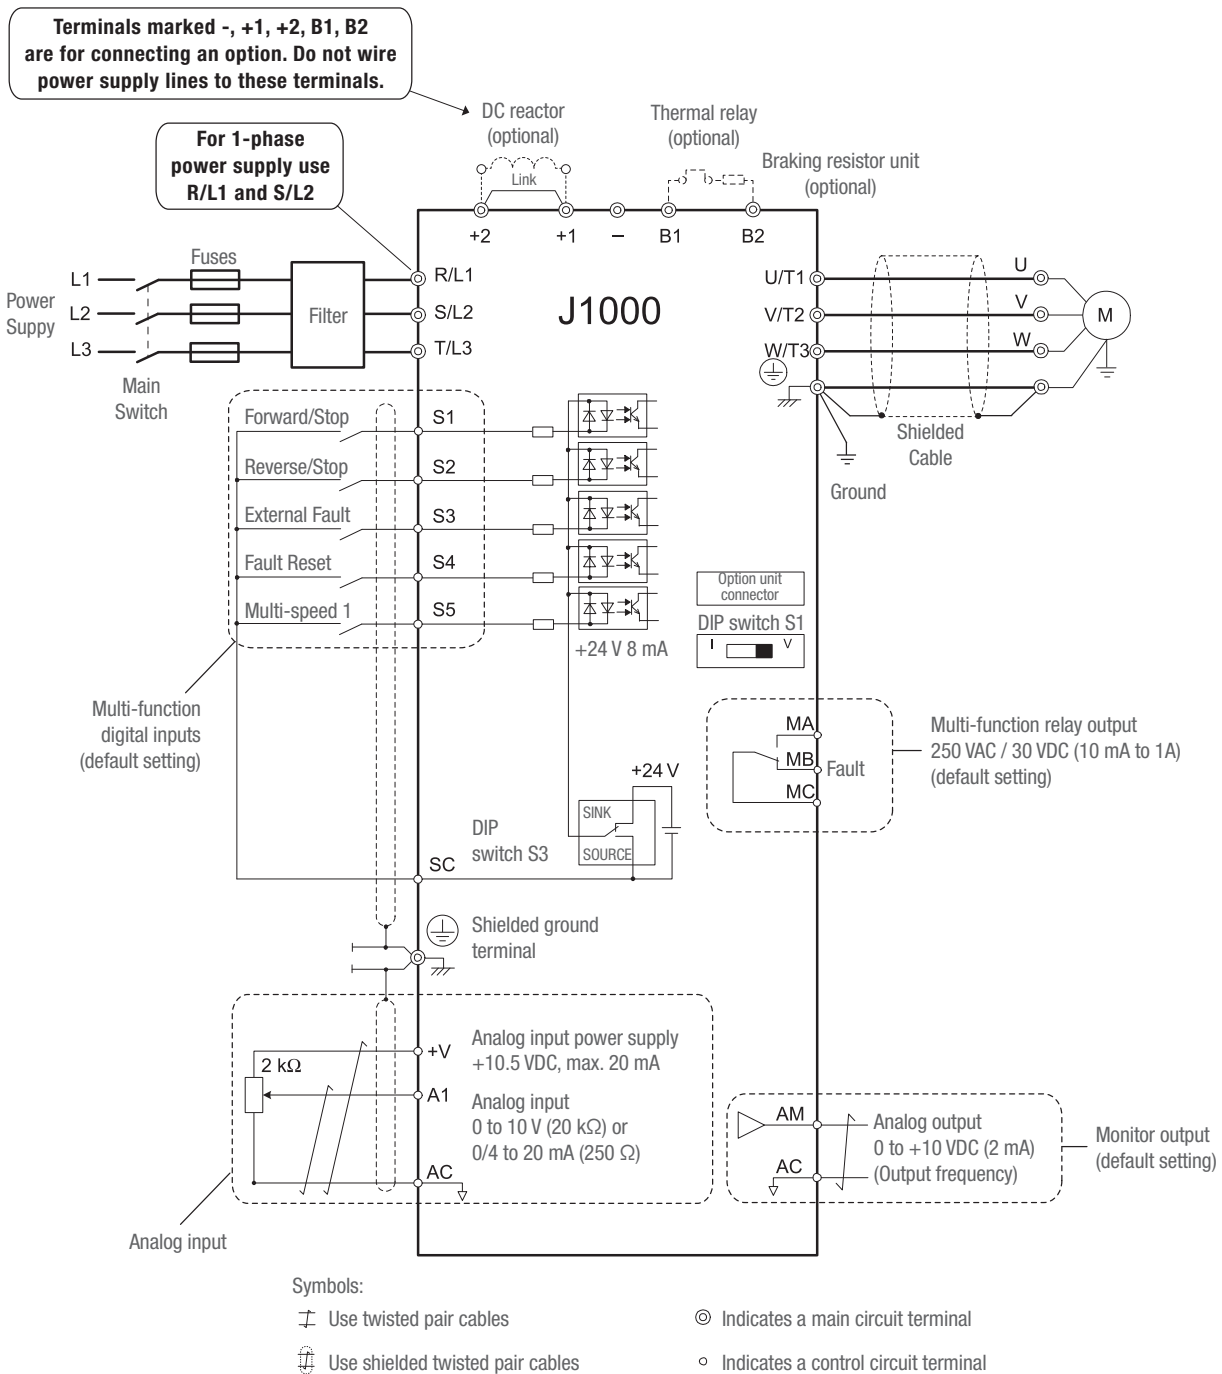 Terminals marked -, +1, +2, B1, B2
are for connecting an option. Do not wire
power supply lines to these terminals.
For 1-phase
power supply use
R/L1 and S/L2
DC reactor
(optional)
Link
Thermal relay
(optional)
Braking resistor unit
(optional)
+2
+1
−
B1
B2
Power
Suppy
L1
L2
L3
Fuses
Main
Switch
Filter
R/L1
S/L2
T/L3
J1000
U/T1
V/T2
W/T3
U
V
W
M
Shielded
Cable
Ground
Forward/Stop
S1
Reverse/Stop
S2
External Fault
S3
Fault Reset
S4
Multi-speed 1
S5
+24 V 8 mA
Option unit
connector
DIP switch S1
I
V
Multi-function
digital inputs
(default setting)
MA
MB
MC
Fault
Multi-function relay output
250 VAC / 30 VDC (10 mA to 1A)
(default setting)
+24 V
SINK
SOURCE
DIP
switch S3
SC
Shielded ground
terminal
2 kΩ
+V
Analog input power supply
+10.5 VDC, max. 20 mA
A1
Analog input
0 to 10 V (20 kΩ) or
0/4 to 20 mA (250 Ω)
AC
Analog input
AM
AC
Analog output
0 to +10 VDC (2 mA)
(Output frequency)
Monitor output
(default setting)
Symbols:
Use twisted pair cables
Use shielded twisted pair cables
Indicates a main circuit terminal
Indicates a control circuit terminal